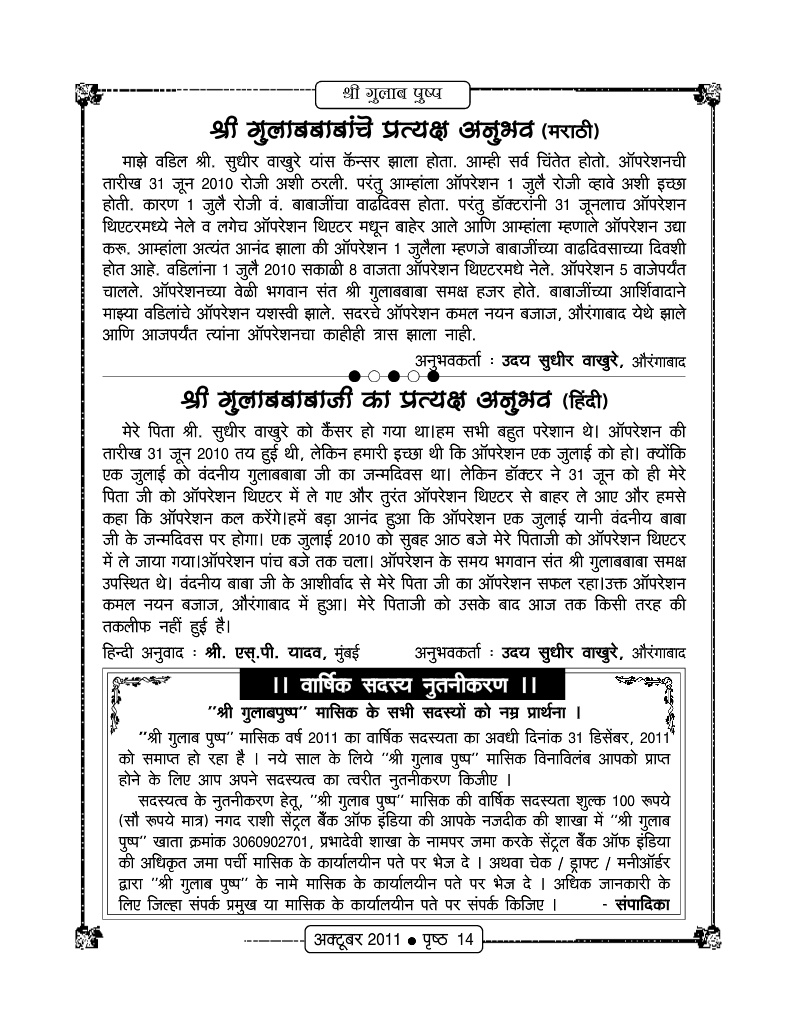 श्री गुलाब पुष्प
श्री गुलाबबाबांचे प्रत्यक्ष अनुभव (मराठी)
माझे वडिल श्री. सुधीर वाखुरे यांस कॅन्सर झाला होता. आम्ही सर्व चिंतेत होतो. ऑपरेशनची
तारीख 31 जून 2010 रोजी अशी ठरली. परंतु आम्हांला ऑपरेशन 1 जुलै रोजी व्हावे अशी इच्छा
होती. कारण 1 जुलै रोजी वं. बाबाजींचा वाढदिवस होता. परंतु डॉक्टरांनी 31 जूनलाच ऑपरेशन
थिएटरमध्ये नेले व लगेच ऑपरेशन थिएटर मधून बाहेर आले आणि आम्हांला म्हणाले ऑपरेशन उद्या
करू. आम्हांला अत्यंत आनंद झाला की ऑपरेशन 1 जुलैला म्हणजे बाबाजींच्या वाढदिवसाच्या दिवशी
होत आहे. वडिलांना 1 जुलै 2010 सकाळी 8 वाजता ऑपरेशन थिएटरमधे नेले. ऑपरेशन 5 वाजेपर्यंत
चालले. ऑपरेशनच्या वेळी भगवान संत श्री गुलाबबाबा समक्ष हजर होते. बाबाजींच्या आर्शिवादाने
माझ्या वडिलांचे ऑपरेशन यशस्वी झाले. सदरचे ऑपरेशन कमल नयन बजाज, औरंगाबाद येथे झाले
आणि आजपर्यंत त्यांना ऑपरेशनचा काहीही त्रास झाला नाही.
अनुभवकर्ता : उदय सुधीर वाखुरे, औरंगाबाद
श्री गुलाबबाबाजी का प्रत्यक्ष अनुभव (हिंदी)
मेरे पिता श्री. सुधीर वाखुरे को कैंसर हो गया था।हम सभी बहुत परेशान थे। ऑपरेशन की
तारीख 31 जून 2010 तय हुई थी, लेकिन हमारी इच्छा थी कि ऑपरेशन एक जुलाई को हो। क्योंकि
एक जुलाई को वंदनीय गुलाबबाबा जी का जन्मदिवस था। लेकिन डॉक्टर ने 31 जून को ही मेरे
पिता जी को ऑपरेशन थिएटर में ले गए और तुरंत ऑपरेशन थिएटर से बाहर ले आए और हमसे
कहा कि ऑपरेशन कल करेंगे।हमें बड़ा आनंद हुआ कि ऑपरेशन एक जुलाई यानी वंदनीय बाबा
जी के जन्मदिवस पर होगा। एक जुलाई 2010 को सुबह आठ बजे मेरे पिताजी को ऑपरेशन थिएटर
में ले जाया गया।ऑपरेशन पांच बजे तक चला। ऑपरेशन के समय भगवान संत श्री गुलाबबाबा समक्ष
उपस्थित थे। वंदनीय बाबा जी के आशीर्वाद से मेरे पिता जी का ऑपरेशन सफल रहा।उक्त ऑपरेशन
कमल नयन बजाज, औरंगाबाद में हुआ। मेरे पिताजी को उसके बाद आज तक किसी तरह की
तकलीफ नहीं हुई है।
हिन्दी अनुवाद : श्री. एस्.पी. यादव, मुंबई अनुभवकर्ता : उदय सुधीर वाखुरे, औरंगाबाद
।। वार्षिक सदस्य नुतनीकरण ।।
"श्री गुलाबपुष्प" मासिक के सभी सदस्यों को नम्र प्रार्थना ।
"श्री गुलाब पुष्प" मासिक वर्ष 2011 का वार्षिक सदस्यता का अवधी दिनांक 31 डिसेंबर, 2011
को समाप्त हो रहा है । नये साल के लिये "श्री गुलाब पुष्प" मासिक विनाविलंब आपको प्राप्त
होने के लिए आप अपने सदस्यत्व का त्वरीत नुतनीकरण किजीए ।
सदस्यत्व के नुतनीकरण हेतू, "श्री गुलाब पुष्प" मासिक की वार्षिक सदस्यता शुल्क 100 रूपये
(सौ रूपये मात्र) नगद राशी सेंट्रल बैंक ऑफ इंडिया की आपके नजदीक की शाखा में "श्री गुलाब
पुष्प" खाता क्रमांक 3060902701, प्रभादेवी शाखा के नामपर जमा करके सेंट्रल बैंक ऑफ इंडिया
की अधिकृत जमा पर्ची मासिक के कार्यालयीन पते पर भेज दे । अथवा चेक / ड्राफ्ट / मनीऑर्डर
द्वारा "श्री गुलाब पुष्प" के नामे मासिक के कार्यालयीन पते पर भेज दे । अधिक जानकारी के
लिए जिल्हा संपर्क प्रमुख या मासिक के कार्यालयीन पते पर संपर्क किजिए । - संपादिका
अक्टूबर 2011 ● पृष्ठ 14